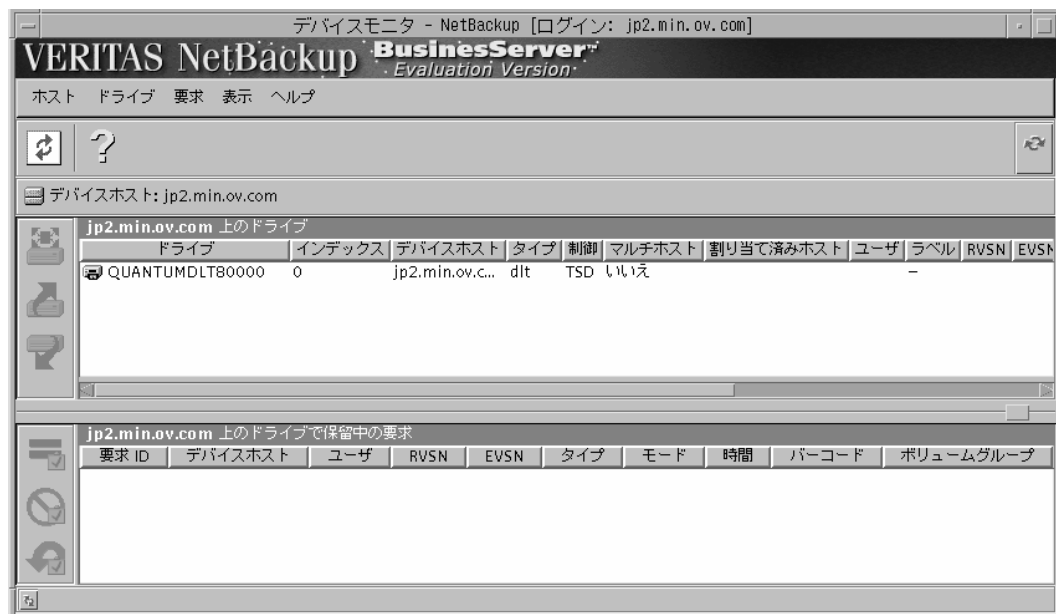 デバイスモニタ - NetBackup [ログイン: jp2.min.ov.com]
VERITAS NetBackup BusinesServer
Evaluation Version
ホスト ドライブ 要求 表示 ヘルプ
デバイスホスト: jp2.min.ov.com
jp2.min.ov.com 上のドライブ
ドライブ インデックス デバイスホスト タイプ 制御 マルチホスト 割り当て済みホスト ユーザ ラベル RVSN EVSN
QUANTUMDLT80000 0 jp2.min.ov.c... dlt TSD いいえ –
jp2.min.ov.com 上のドライブで保留中の要求
要求 ID デバイスホスト ユーザ RVSN EVSN タイプ モード 時間 バーコード ボリュームグループ